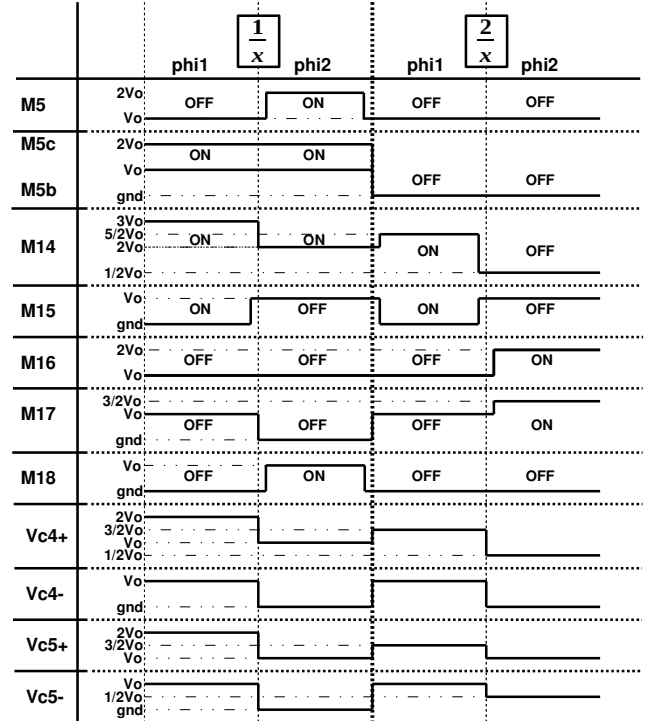 1/x 2/x
phi1 phi2 phi1 phi2
M5 2Vo Vo OFF ON OFF OFF
M5c 2Vo ON ON
Vo
M5b gnd OFF OFF
M14 3Vo 5/2Vo 2Vo 1/2Vo ON ON ON OFF
M15 Vo gnd ON OFF ON OFF
M16 2Vo Vo OFF OFF OFF ON
M17 3/2Vo Vo gnd OFF OFF OFF ON
M18 Vo gnd OFF ON OFF OFF
Vc4+ 2Vo 3/2Vo Vo 1/2Vo
Vc4- Vo gnd
Vc5+ 2Vo 3/2Vo Vo
Vc5- Vo 1/2Vo gnd